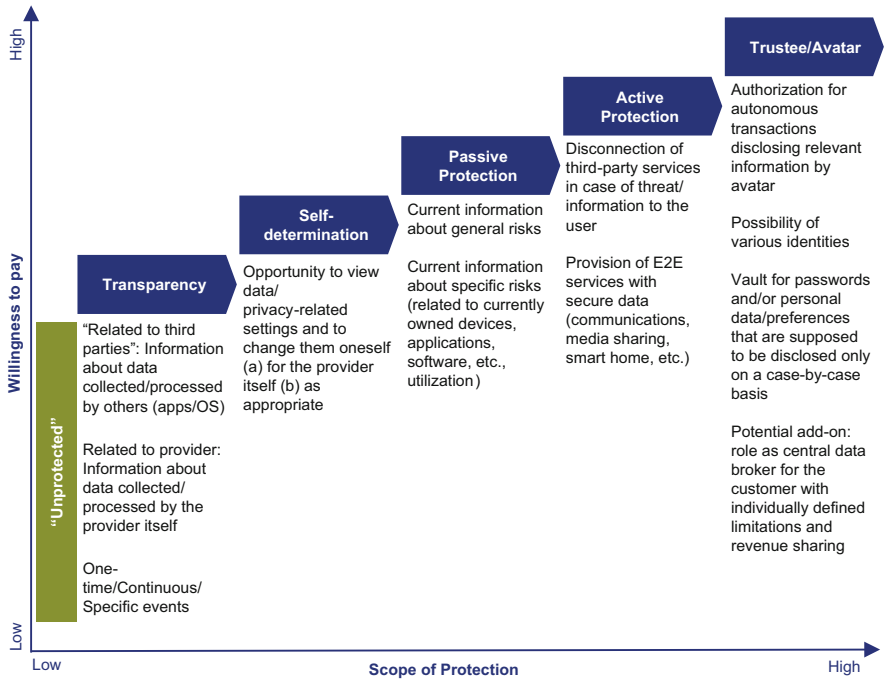 High
Willingness to pay
Low
"Unprotected"
Transparency
"Related to third
parties": Information
about data
collected/processed
by others (apps/OS)
Related to provider:
Information about
data collected/
processed by the
provider itself
One-
time/Continuous/
Specific events
Self-
determination
Opportunity to view
data/
privacy-related
settings and to
change them oneself
(a) for the provider
itself (b) as
appropriate
Passive
Protection
Current information
about general risks
Current information
about specific risks
(related to currently
owned devices,
applications,
software, etc.,
utilization)
Active
Protection
Disconnection of
third-party services
in case of threat/
information to the
user
Provision of E2E
services with
secure data
(communications,
media sharing,
smart home, etc.)
Trustee/Avatar
Authorization for
autonomous
transactions
disclosing relevant
information by
avatar
Possibility of
various identities
Vault for passwords
and/or personal
data/preferences
that are supposed
to be disclosed only
on a case-by-case
basis
Potential add-on:
role as central data
broker for the
customer with
individually defined
limitations and
revenue sharing
Low
Scope of Protection
High